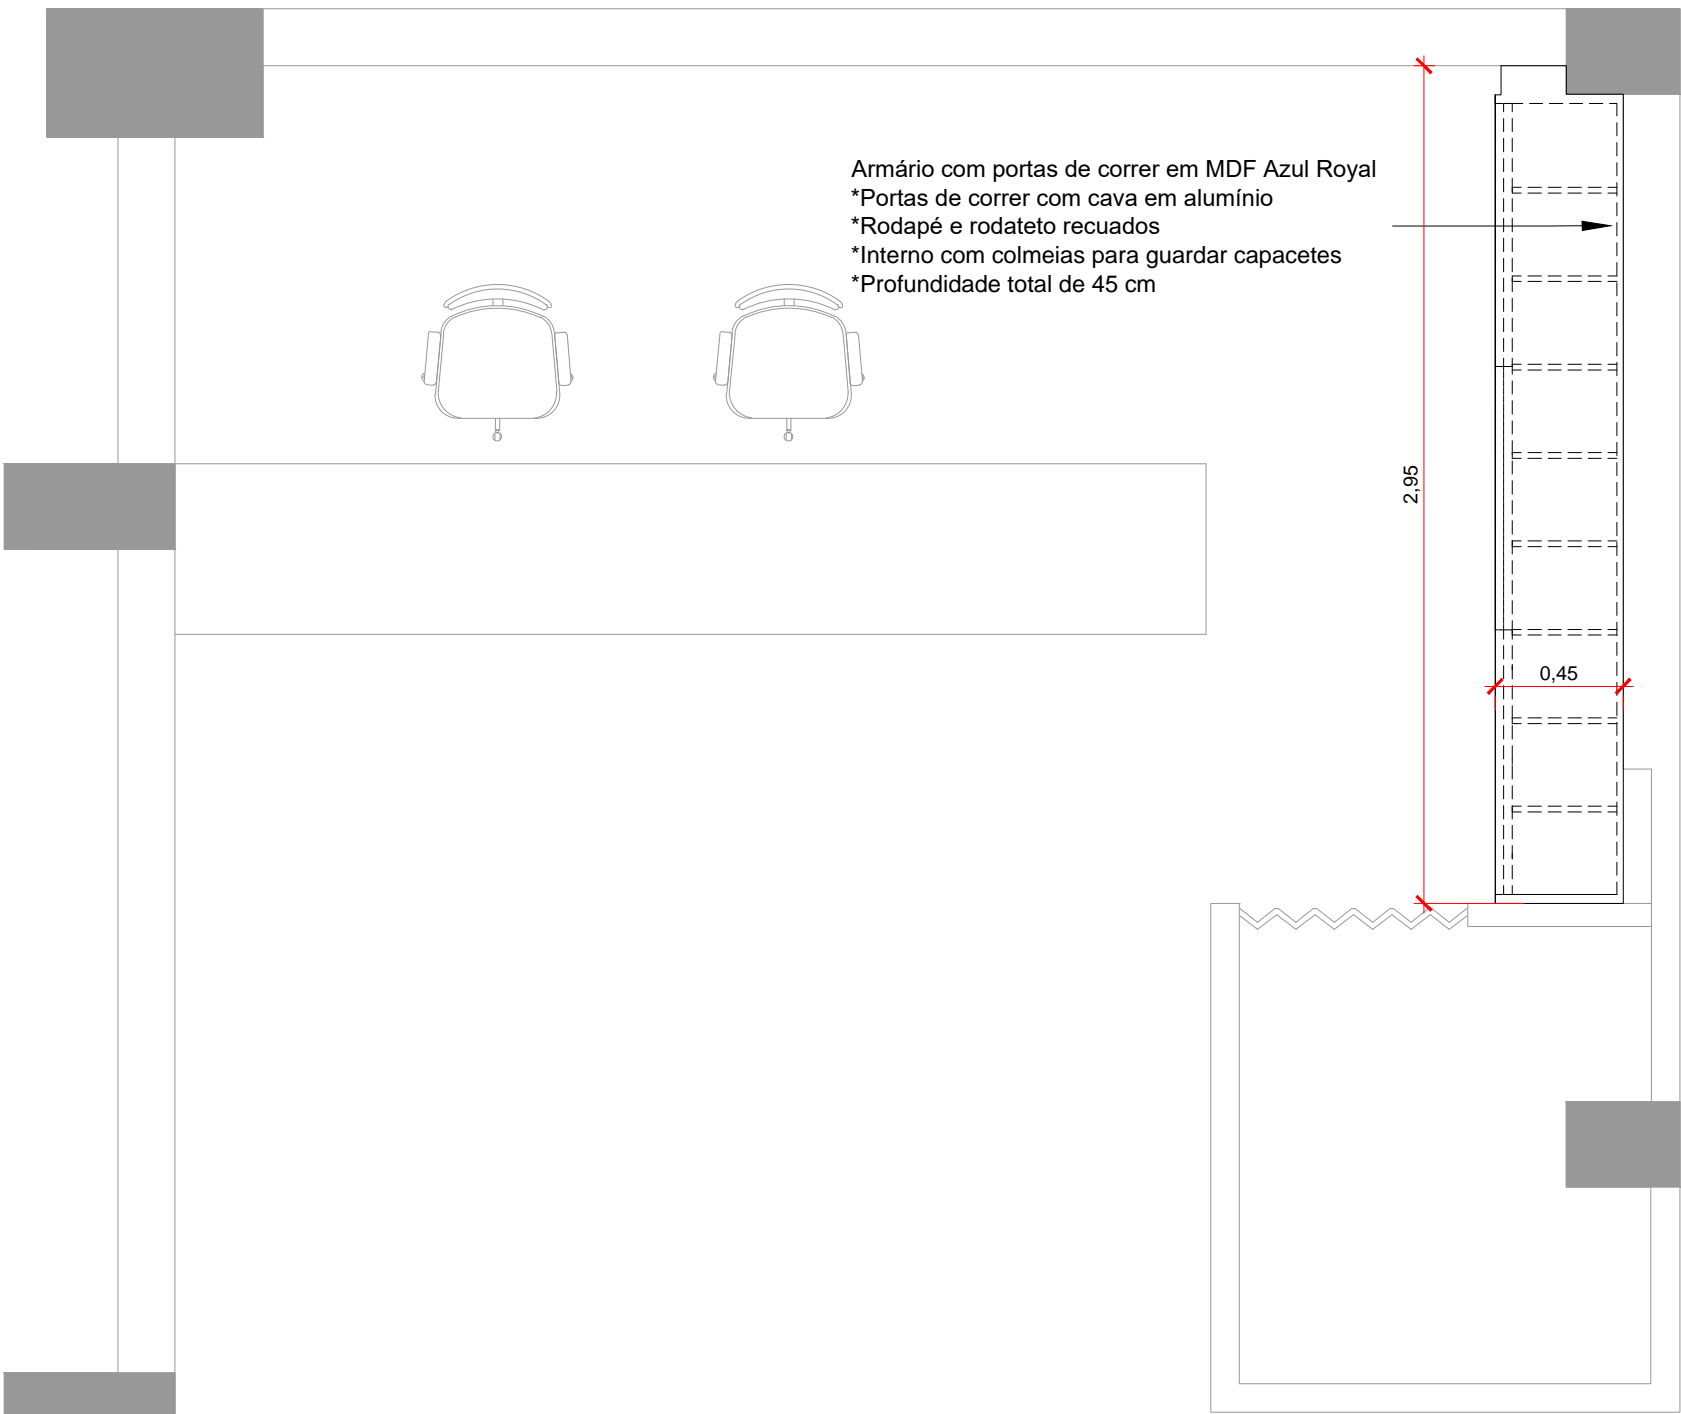 Armário com portas de correr em MDF Azul Royal
*Portas de correr com cava em alumínio
*Rodapé e rodateto recuados
*Interno com colmeias para guardar capacetes
*Profundidade total de 45 cm
2,95
0,45